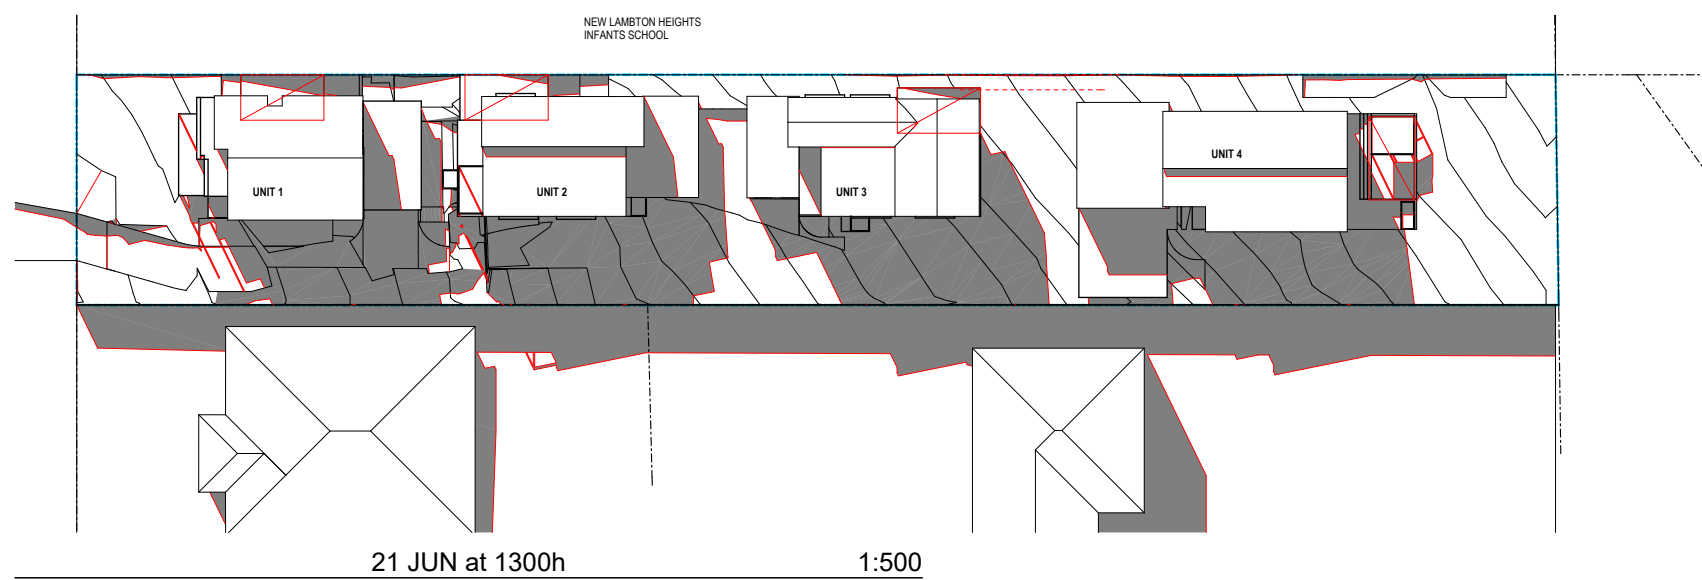 NEW LAMBTON HEIGHTS
INFANTS SCHOOL
UNIT 1
UNIT 2
UNIT 3
UNIT 4
21 JUN at 1300h 1:500